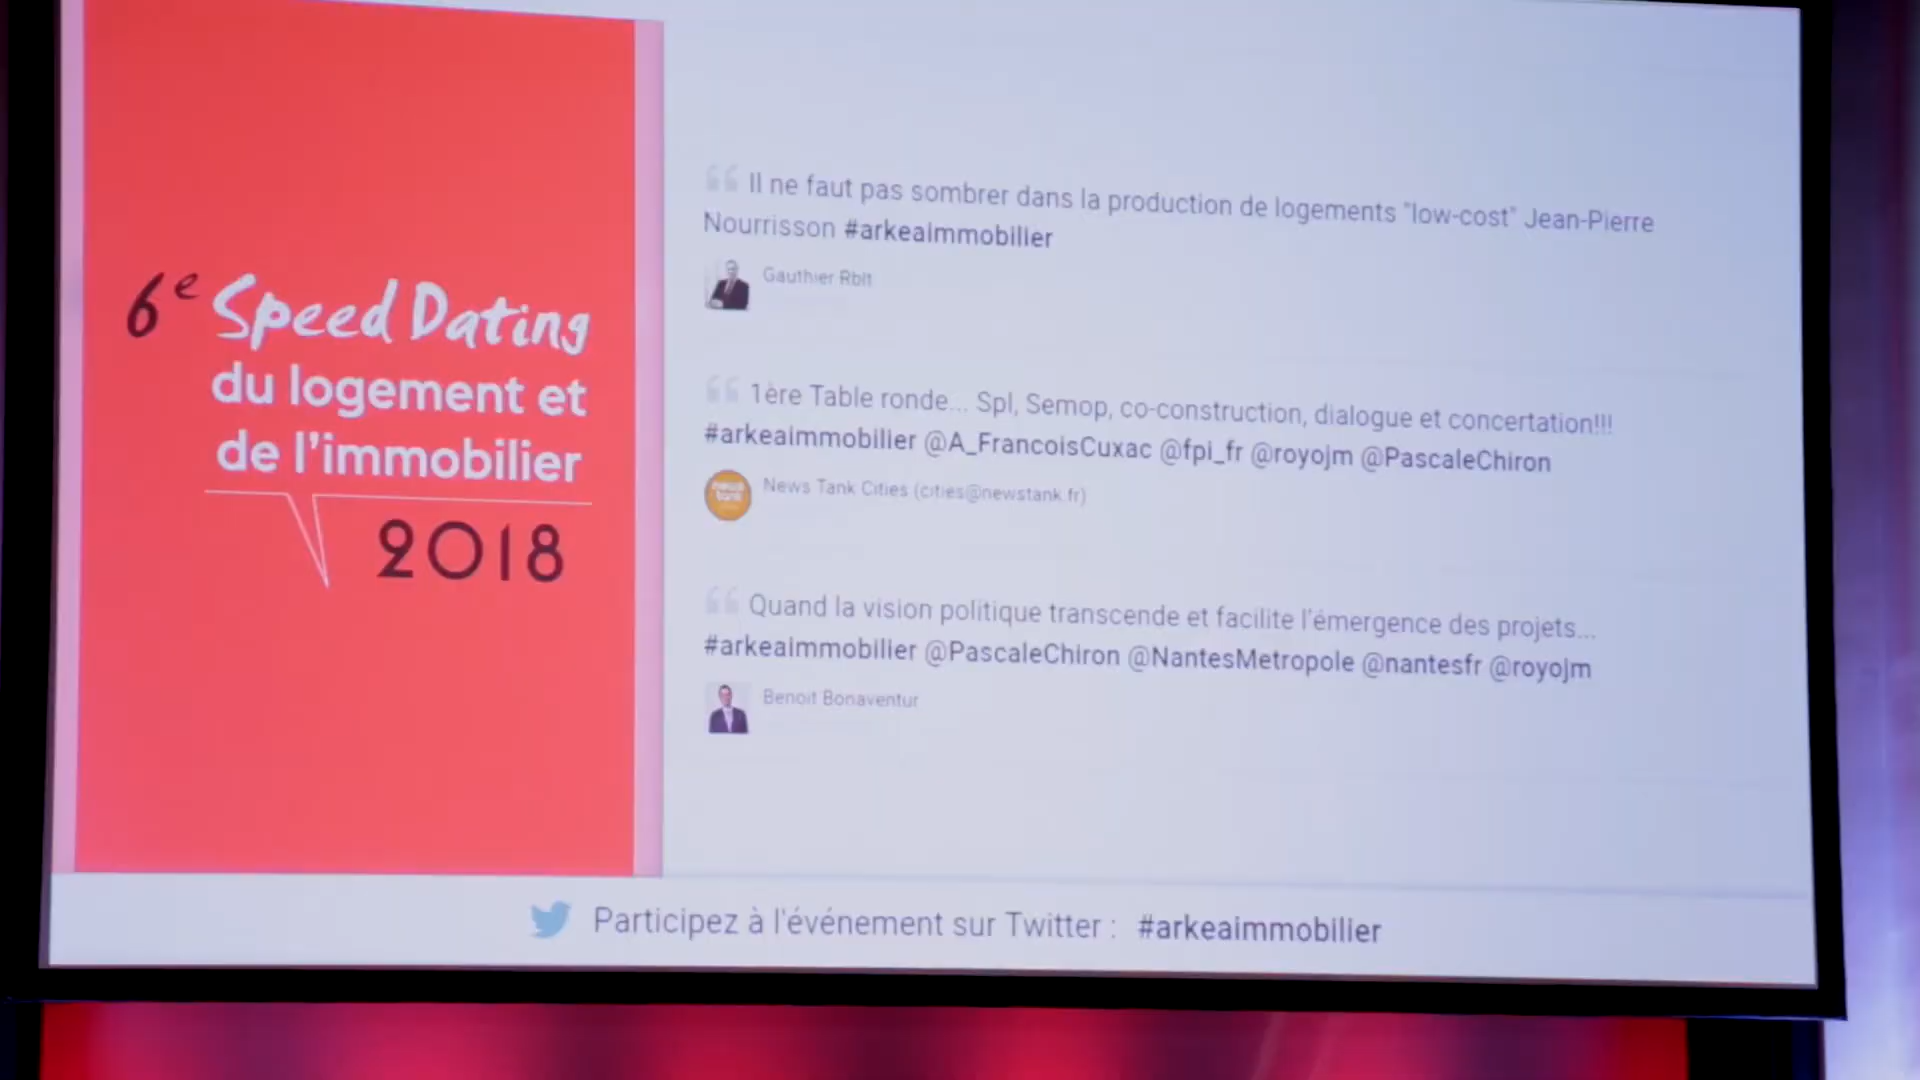 6e Speed Dating
du logement et
de l'immobilier
2018
Il ne faut pas sombrer dans la production de logements "low-cost" Jean-Pierre
Nourrisson #arkeaimmobilier
Gauthier Rblt
1ère Table ronde... Spl, Semop, co-construction, dialogue et concertation!!!
#arkeaimmobilier @A_FrancoisCuxac @fpi_fr @royojm @PascaleChiron
News Tank Cities (cities@newstank.fr)
Quand la vision politique transcende et facilite l'émergence des projets...
#arkeaimmobilier @PascaleChiron @NantesMetropole @nantesfr @royojm
Benoit Bonaventur
Participez à l'événement sur Twitter : #arkeaimmobilier